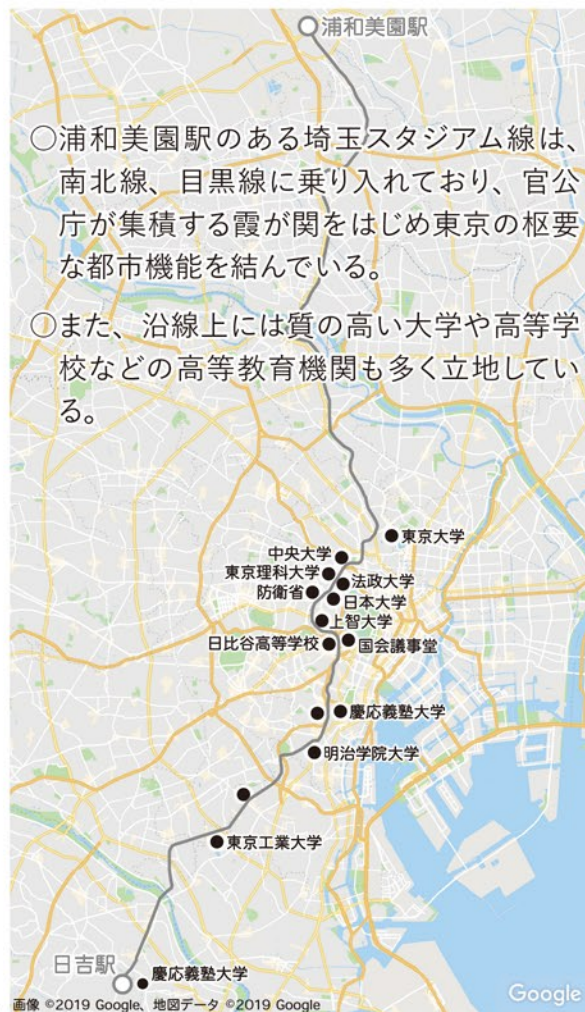 浦和美園駅
○浦和美園駅のある埼玉スタジアム線は、
南北線、目黒線に乗り入れており、官公
庁が集積する霞が関をはじめ東京の枢要
な都市機能を結んでいる。
○また、沿線上には質の高い大学や高等学
校などの高等教育機関も多く立地してい
る。
東京大学
中央大学
東京理科大学
法政大学
防衛省
日本大学
上智大学
日比谷高等学校
国会議事堂
慶応義塾大学
明治学院大学
東京工業大学
日吉駅
慶応義塾大学
画像 ©2019 Google、地図データ ©2019 Google
Google